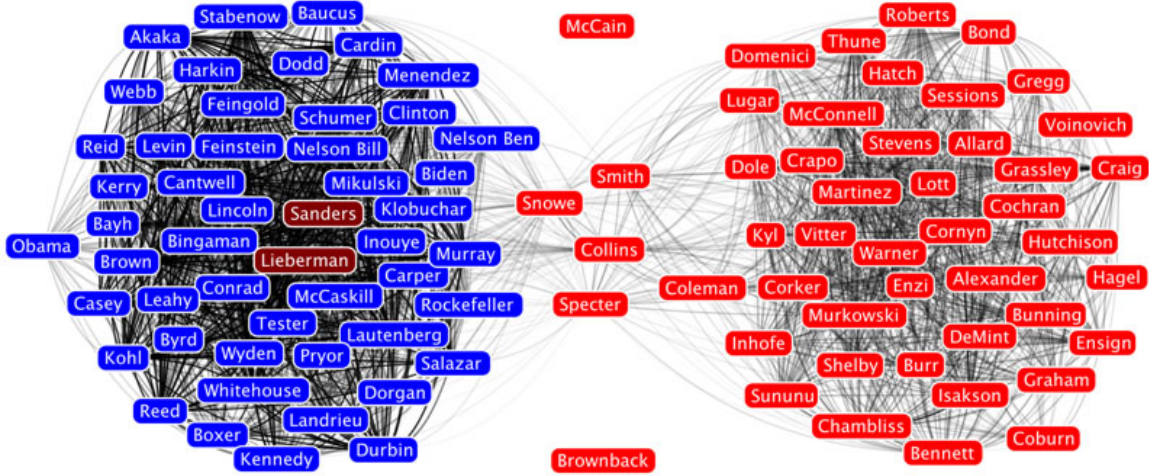 Stabenow
Baucus
Akaka
Cardin
Dodd
Harkin
Menendez
Webb
Feingold
Schumer
Clinton
Nelson Ben
Reid
Levin
Feinstein
Nelson Bill
Biden
Kerry
Cantwell
Mikulski
Klobuchar
Lincoln
Sanders
Bayh
Obama
Bingaman
Inouye
Murray
Brown
Lieberman
Carper
Casey
Leahy
Conrad
McCaskill
Rockefeller
Tester
Byrd
Lautenberg
Kohl
Wyden
Pryor
Salazar
Whitehouse
Dorgan
Reed
Landrieu
Boxer
Durbin
Kennedy
McCain
Smith
Snowe
Collins
Specter
Brownback
Roberts
Bond
Thune
Domenici
Hatch
Gregg
Sessions
Lugar
McConnell
Voinovich
Stevens
Allard
Dole
Crapo
Grassley
Craig
Martinez
Lott
Cochran
Kyl
Vitter
Cornyn
Hutchison
Warner
Hagel
Coleman
Corker
Enzi
Alexander
Murkowski
Bunning
DeMint
Inhofe
Ensign
Shelby
Burr
Graham
Sununu
Isakson
Chambliss
Coburn
Bennett